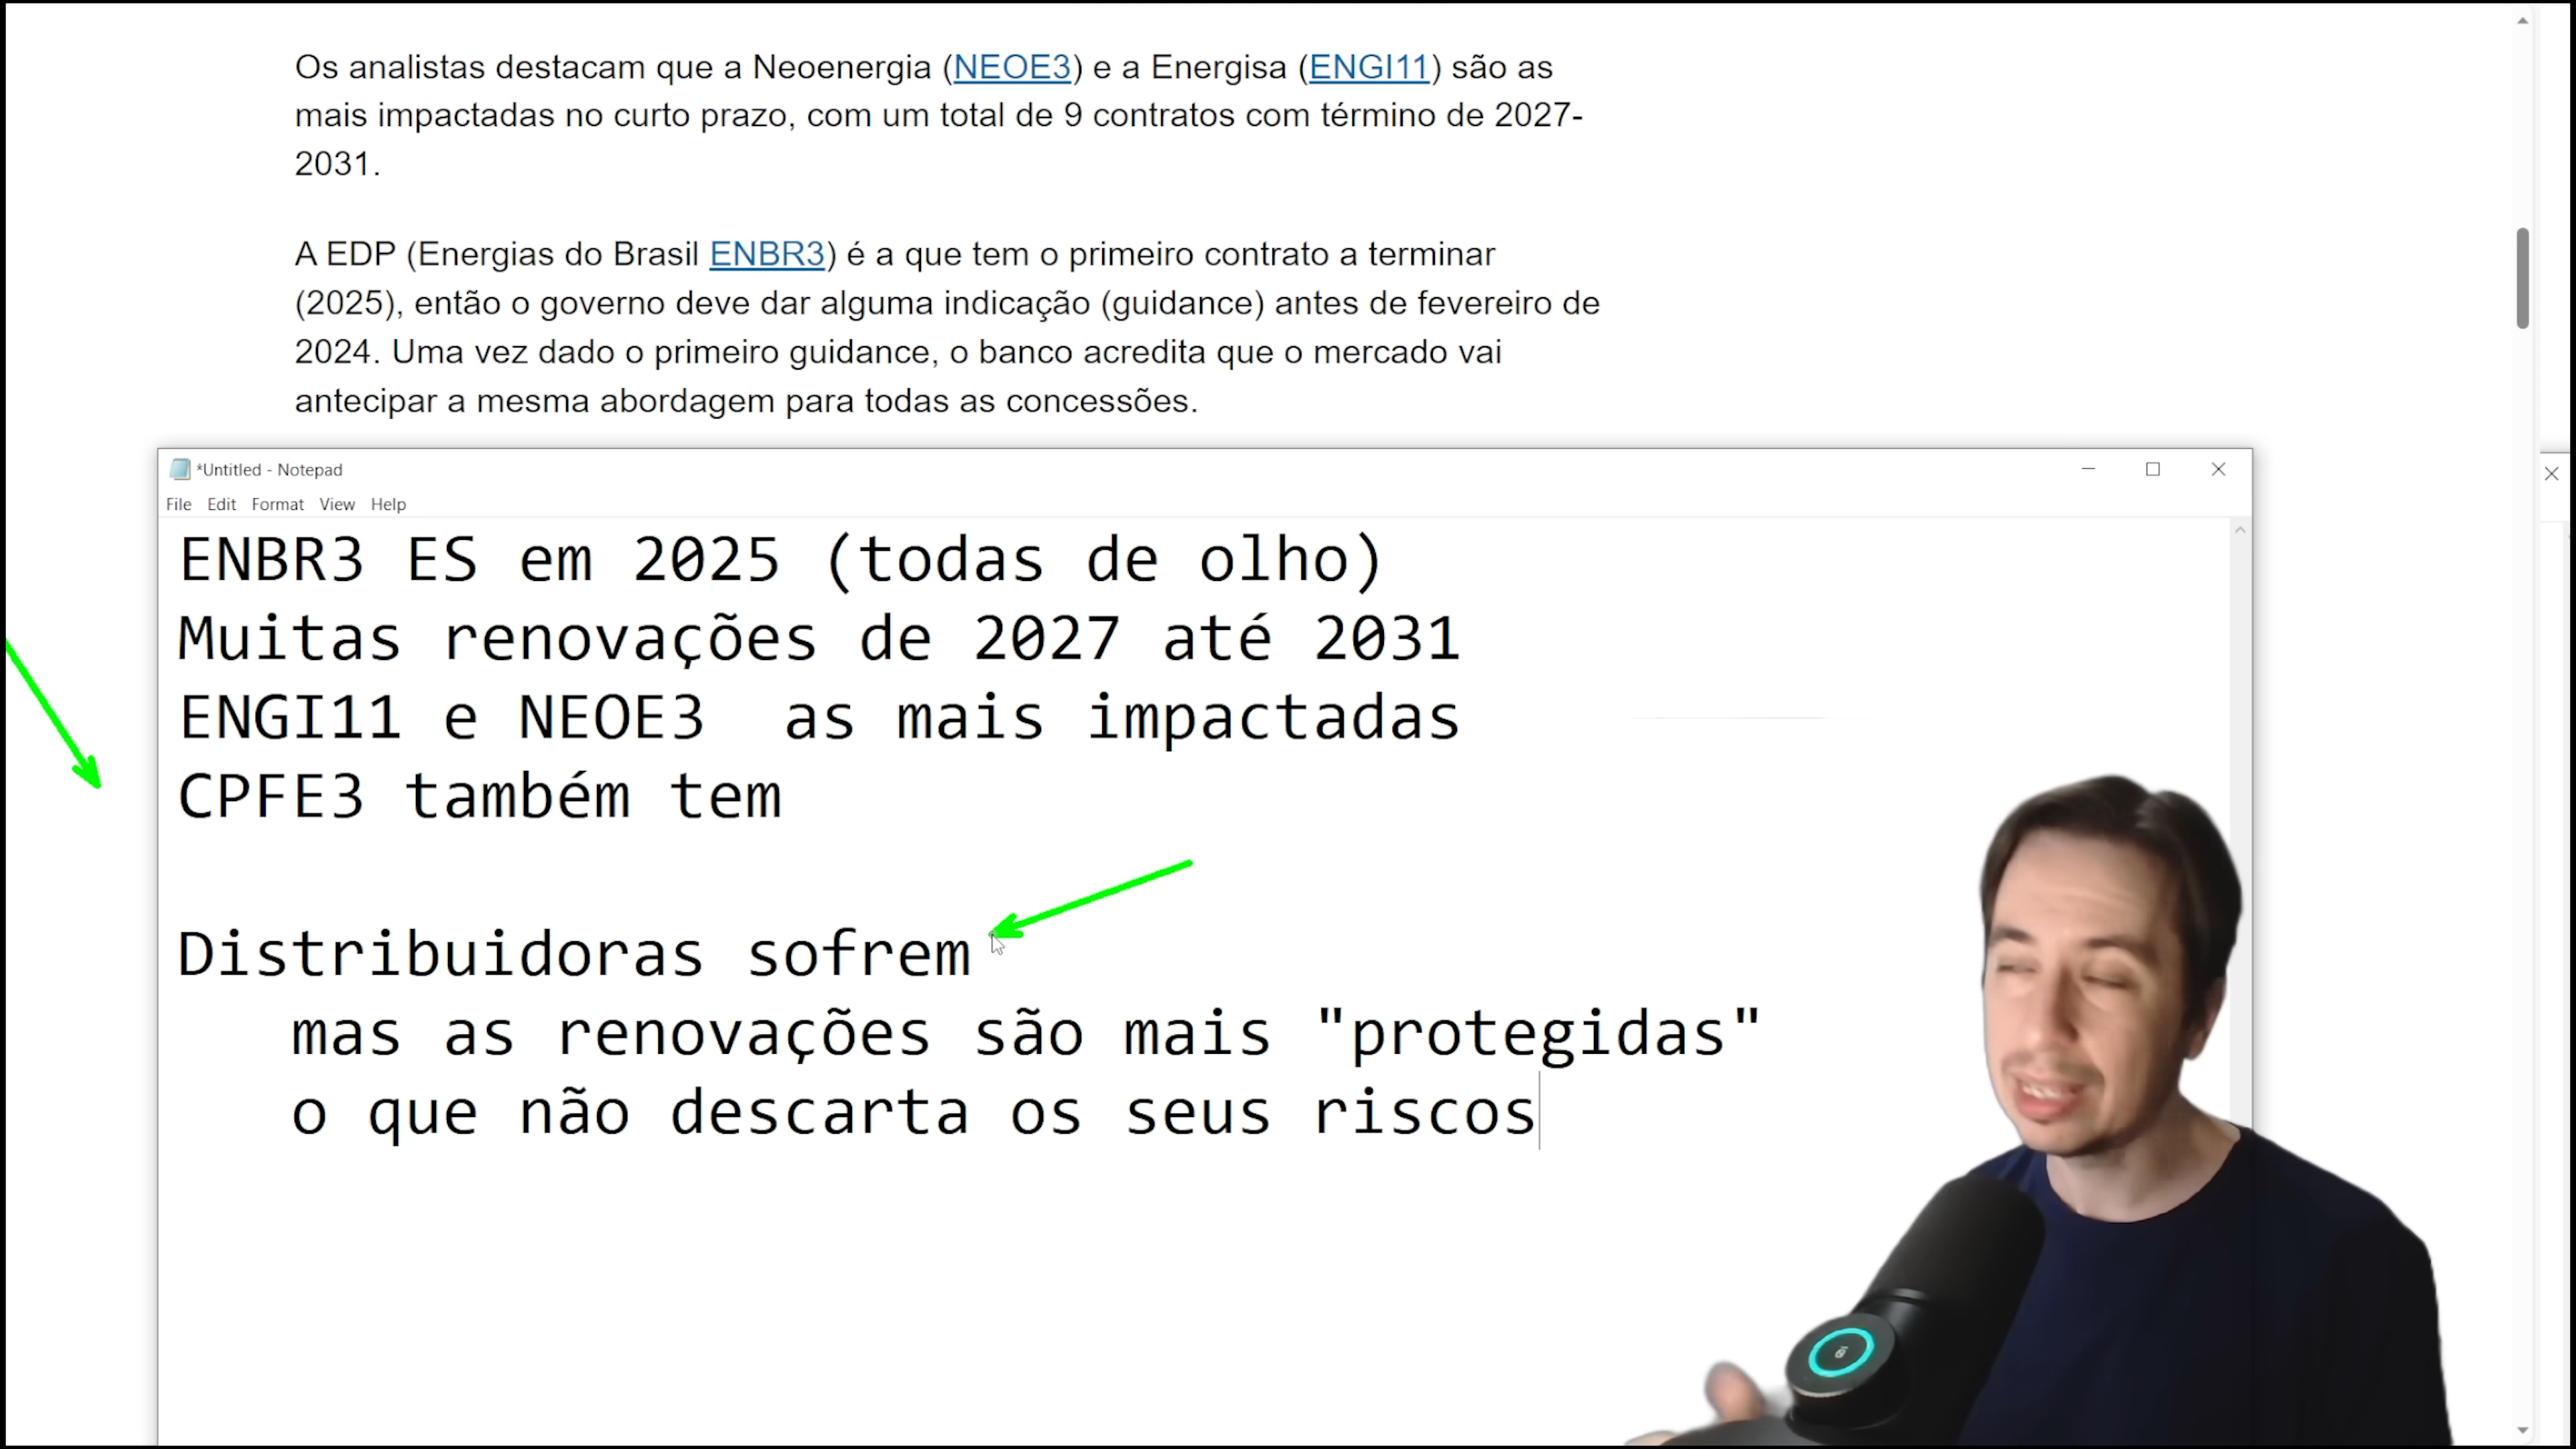 Os analistas destacam que a Neoenergia (NEOE3) e a Energisa (ENGI11) são as
mais impactadas no curto prazo, com um total de 9 contratos com término de 2027-
2031.
A EDP (Energias do Brasil ENBR3) é a que tem o primeiro contrato a terminar
(2025), então o governo deve dar alguma indicação (guidance) antes de fevereiro de
2024. Uma vez dado o primeiro guidance, o banco acredita que o mercado vai
antecipar a mesma abordagem para todas as concessões.
*Untitled - Notepad
File Edit Format View Help
ENBR3 ES em 2025 (todas de olho)
Muitas renovações de 2027 até 2031
ENGI11 e NEOE3  as mais impactadas
CPFE3 também tem
Distribuidoras sofrem
mas as renovações são mais "protegidas"
o que não descarta os seus riscos